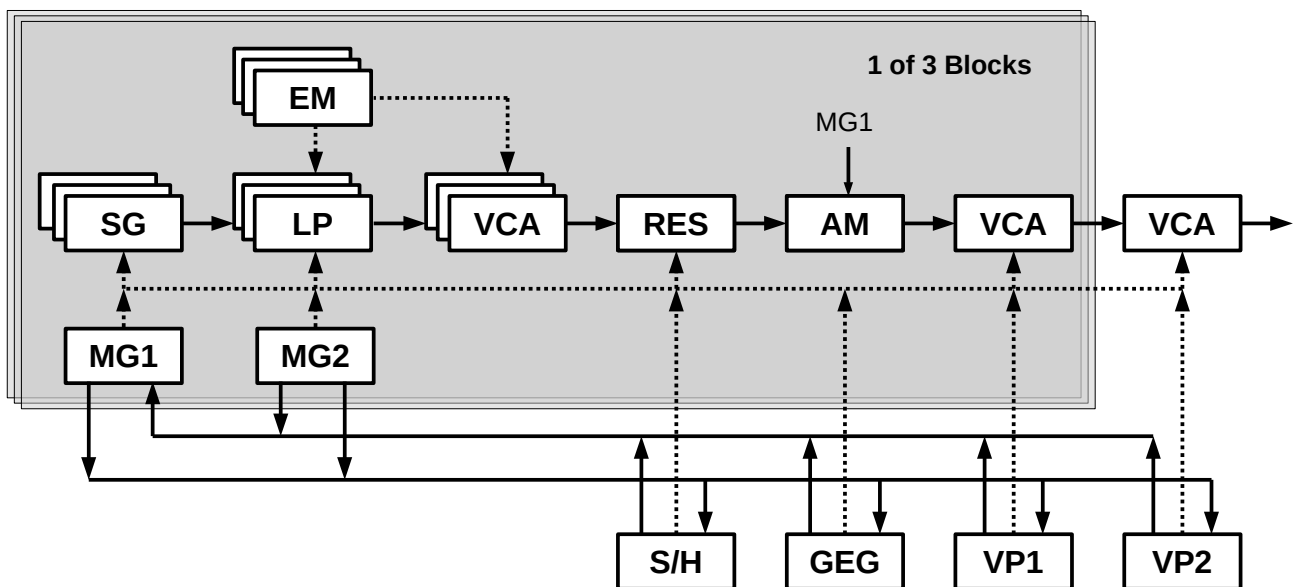 1 of 3 Blocks
EM
MG1
SG
LP
VCA
RES
AM
VCA
VCA
MG1
MG2
S/H
GEG
VP1
VP2